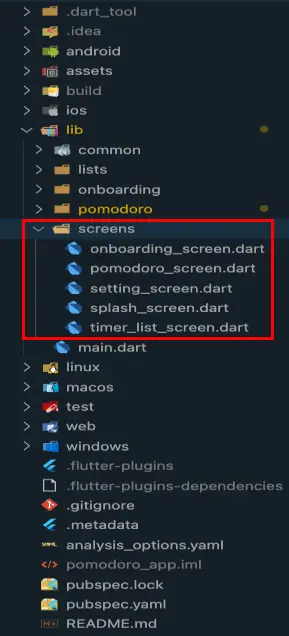 .dart_tool
.idea
android
assets
build
ios
lib
common
lists
onboarding
pomodoro
screens
onboarding_screen.dart
pomodoro_screen.dart
setting_screen.dart
splash_screen.dart
timer_list_screen.dart
main.dart
linux
macos
test
web
windows
.flutter-plugins
.flutter-plugins-dependencies
.gitignore
.metadata
analysis_options.yaml
pomodoro_app.iml
pubspec.lock
pubspec.yaml
README.md